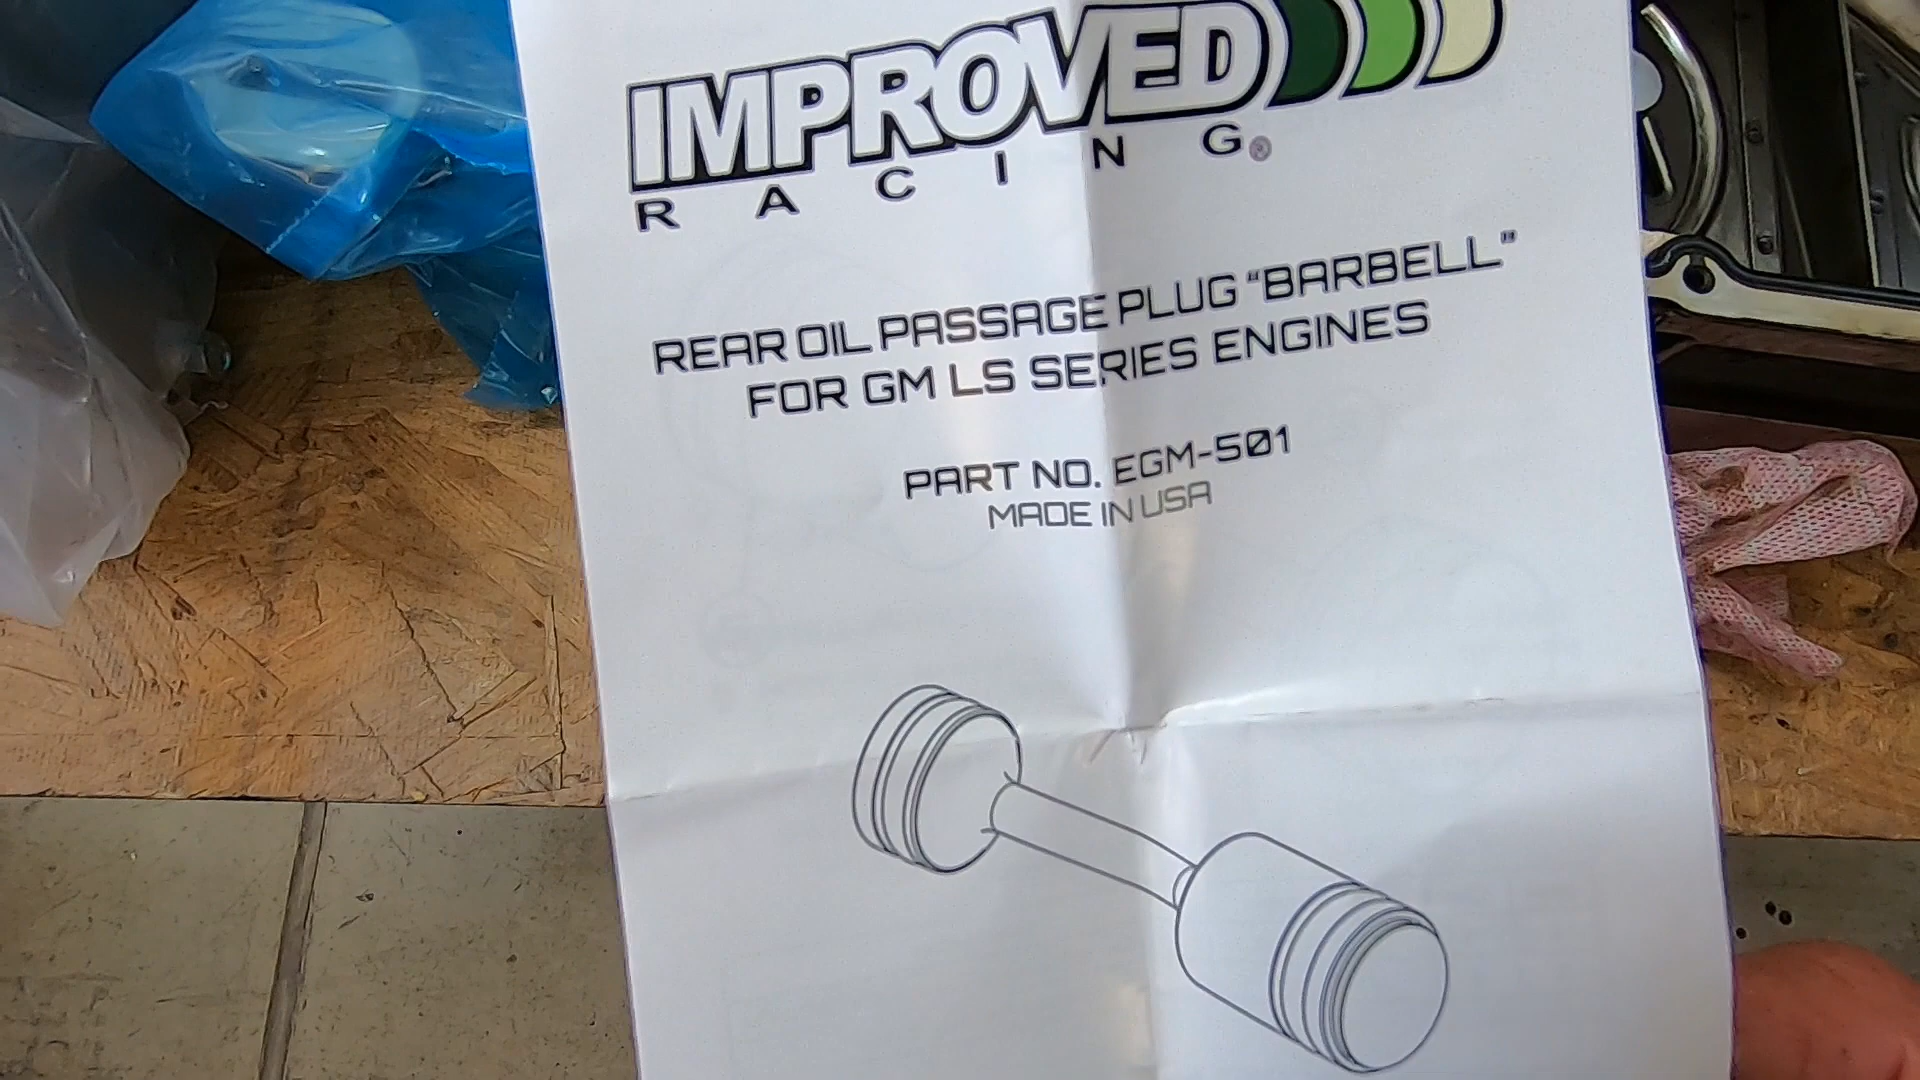 IMPROVED
RACING®
REAR OIL PASSAGE PLUG “BARBELL”
FOR GM LS SERIES ENGINES
PART NO. EGM-501
MADE IN USA